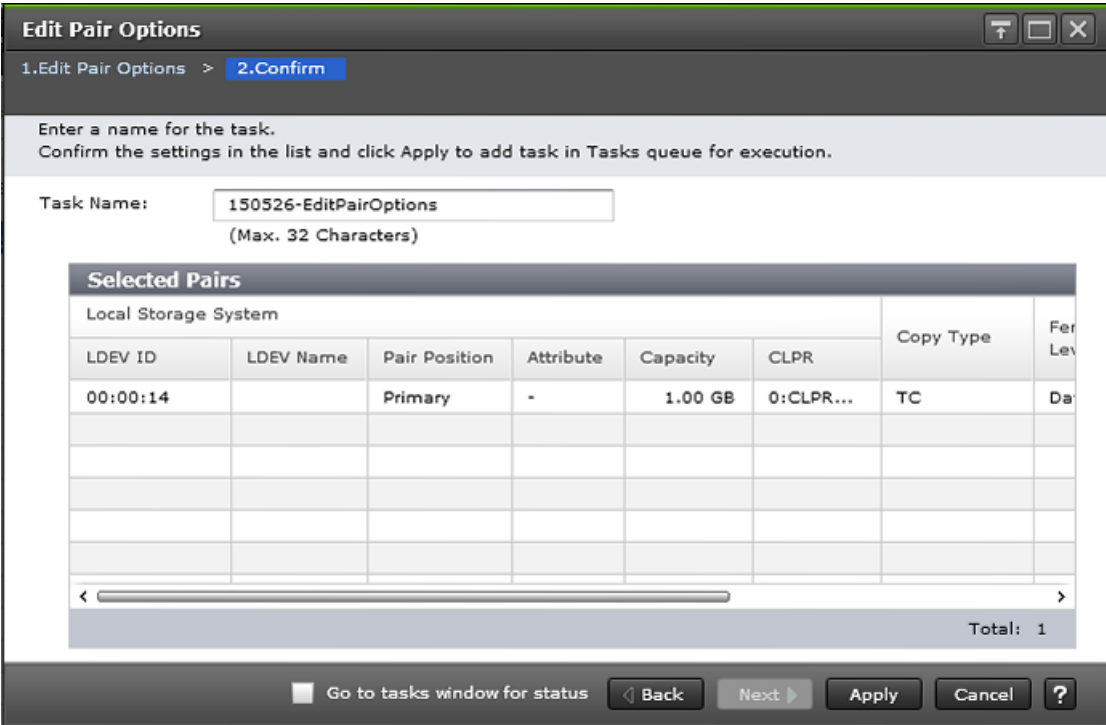 Edit Pair Options
1.Edit Pair Options > 2.Confirm
Enter a name for the task.
Confirm the settings in the list and click Apply to add task in Tasks queue for execution.
Task Name: 150526-EditPairOptions
(Max. 32 Characters)
Selected Pairs
Local Storage System
Copy Type
LDEV ID LDEV Name Pair Position Attribute Capacity CLPR
00:00:14 Primary - 1.00 GB 0:CLPR... TC
Total: 1
Go to tasks window for status Back Next Apply Cancel ?